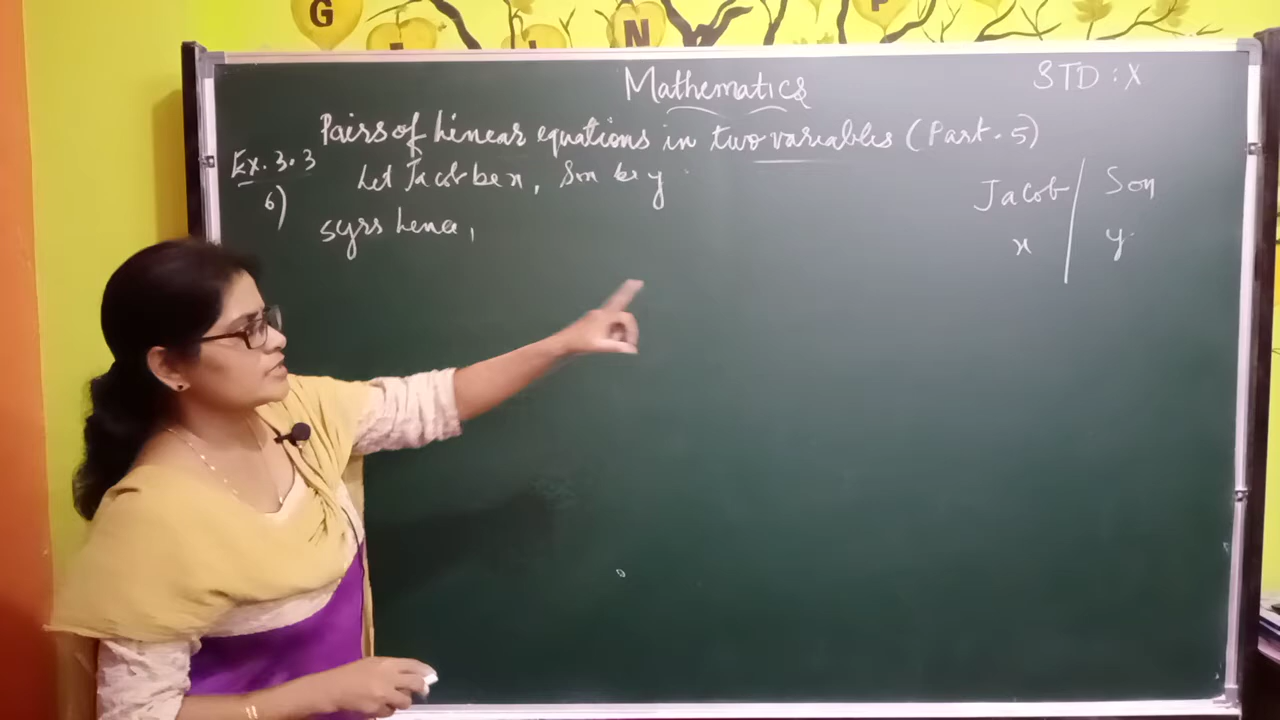 G
I
N
P
Mathematics
STD : X
Pairs of linear equations in two variables (Part - 5)
Ex. 3.3
6)
Let Jacob be x, Son be y.
5yrs hence,
Jacob
Son
x
y